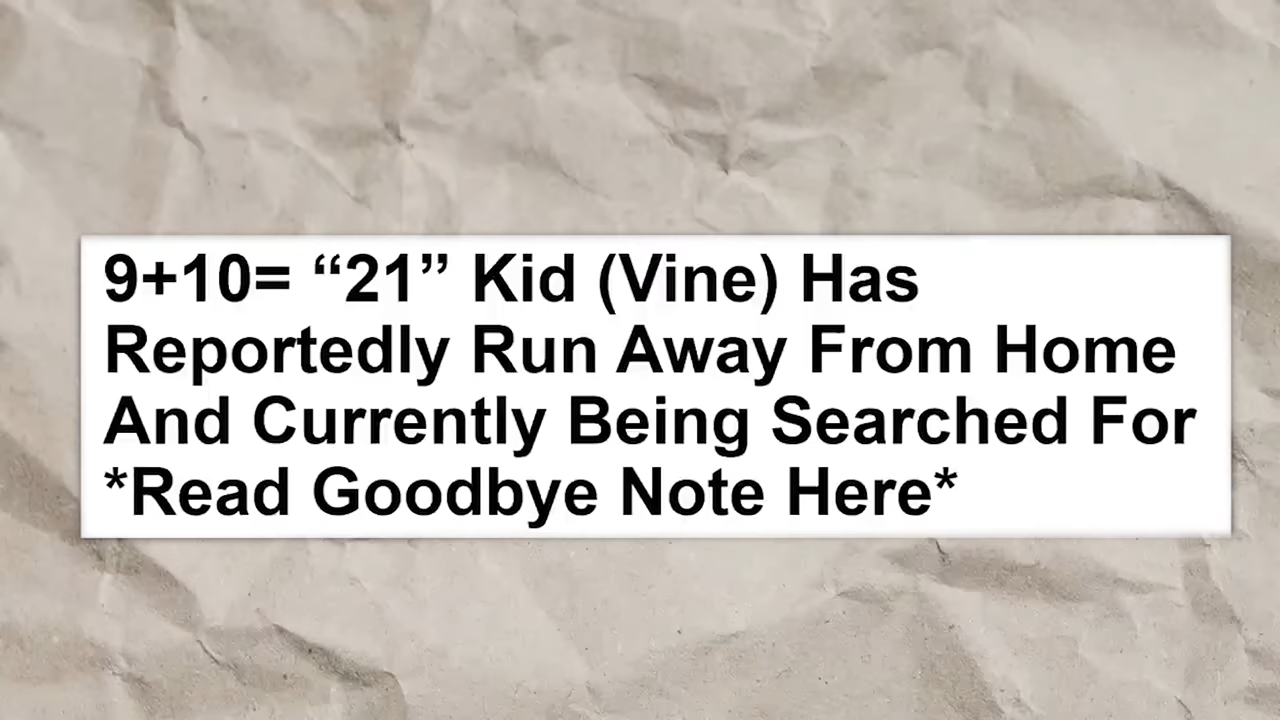 9+10= “21” Kid (Vine) Has
Reportedly Run Away From Home
And Currently Being Searched For
*Read Goodbye Note Here*